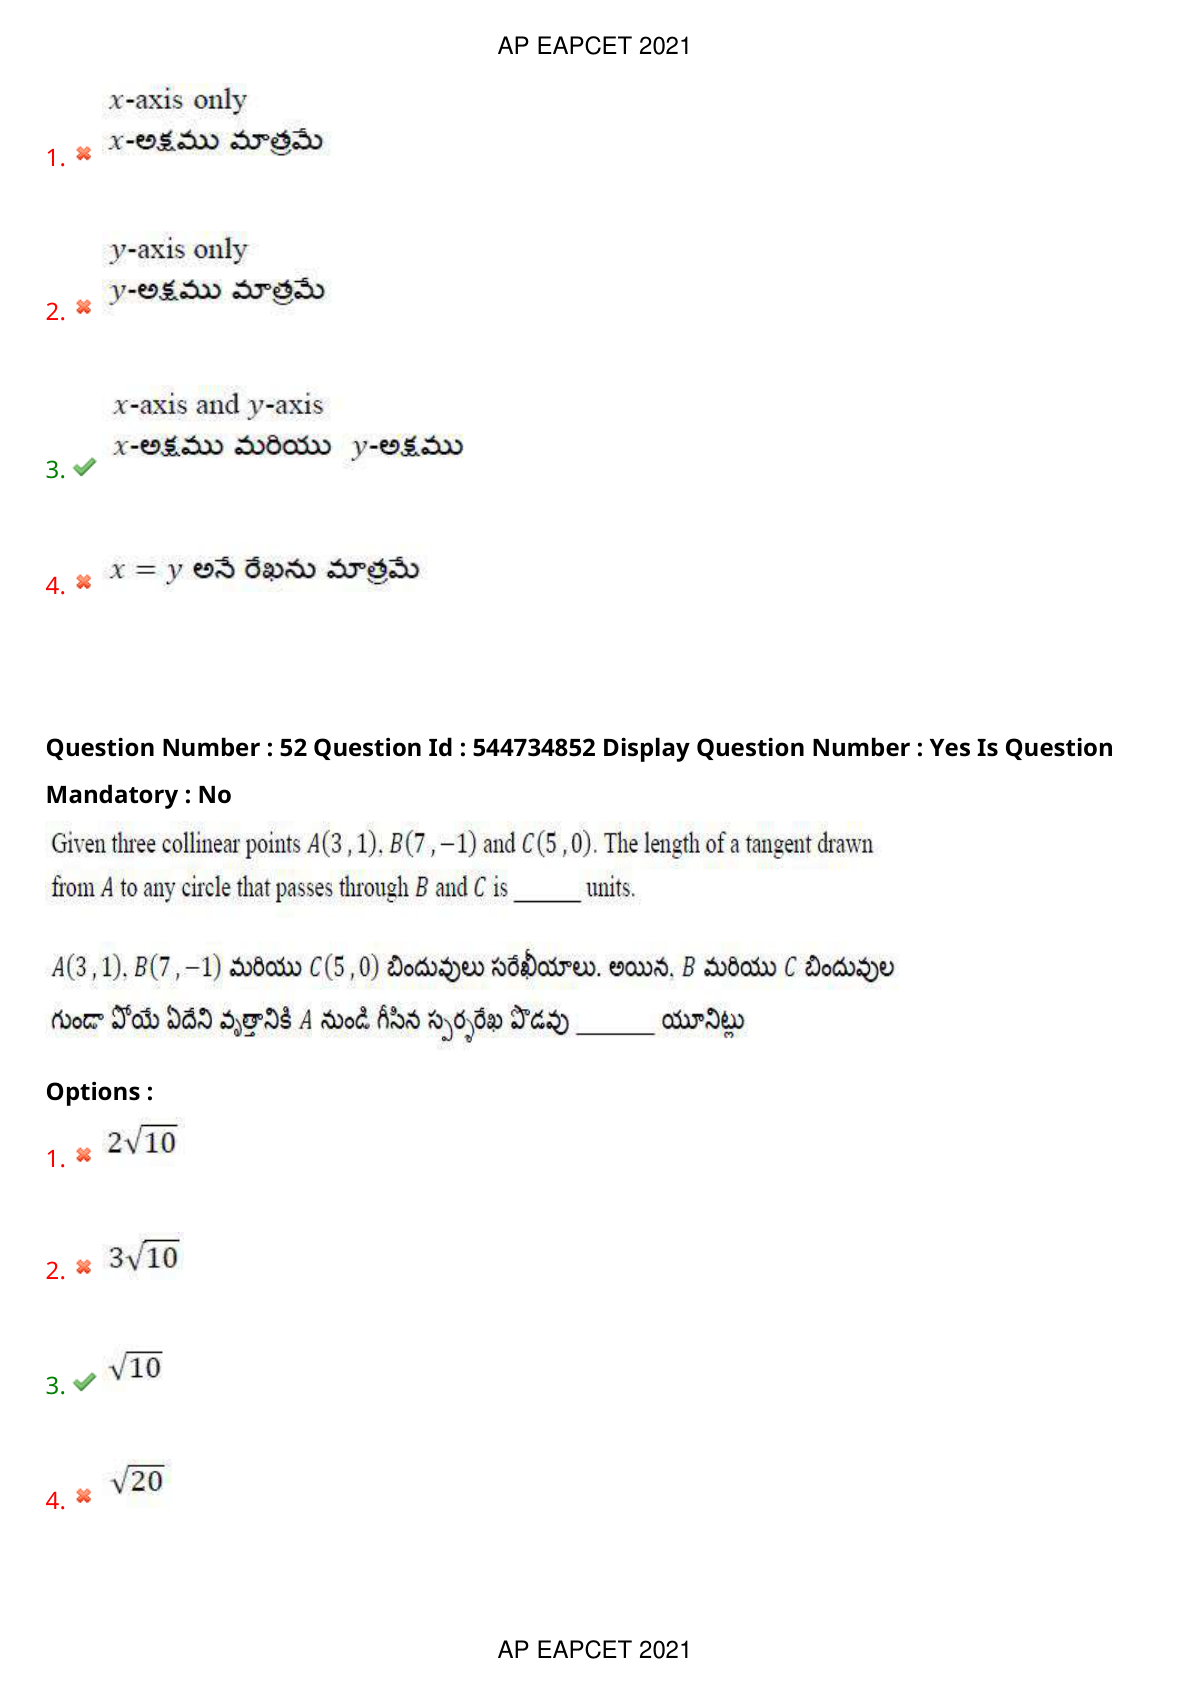 AP EAPCET 2021
x-axis only
x-అక్షము మాత్రమే
1.
y-axis only
y-అక్షము మాత్రమే
2.
x-axis and y-axis
x-అక్షము మరియు y-అక్షము
3.
4. x = y అనే రేఖను మాత్రమే
Question Number : 52 Question Id : 544734852 Display Question Number : Yes Is Question
Mandatory : No
Given three collinear points A(3 ,1), B(7 ,−1) and C(5 ,0). The length of a tangent drawn
from A to any circle that passes through B and C is ______ units.
A(3 ,1), B(7 ,−1) మరియు C(5 ,0) బిందువులు సరేఖీయాలు. అయిన, B మరియు C బిందువుల
గుండా పోయే ఏదేని వృత్తానికి A నుండి గీసిన స్పర్శరేఖ పొడవు _______ యూనిట్లు
Options :
1. 2√10
2. 3√10
3. √10
4. √20
AP EAPCET 2021